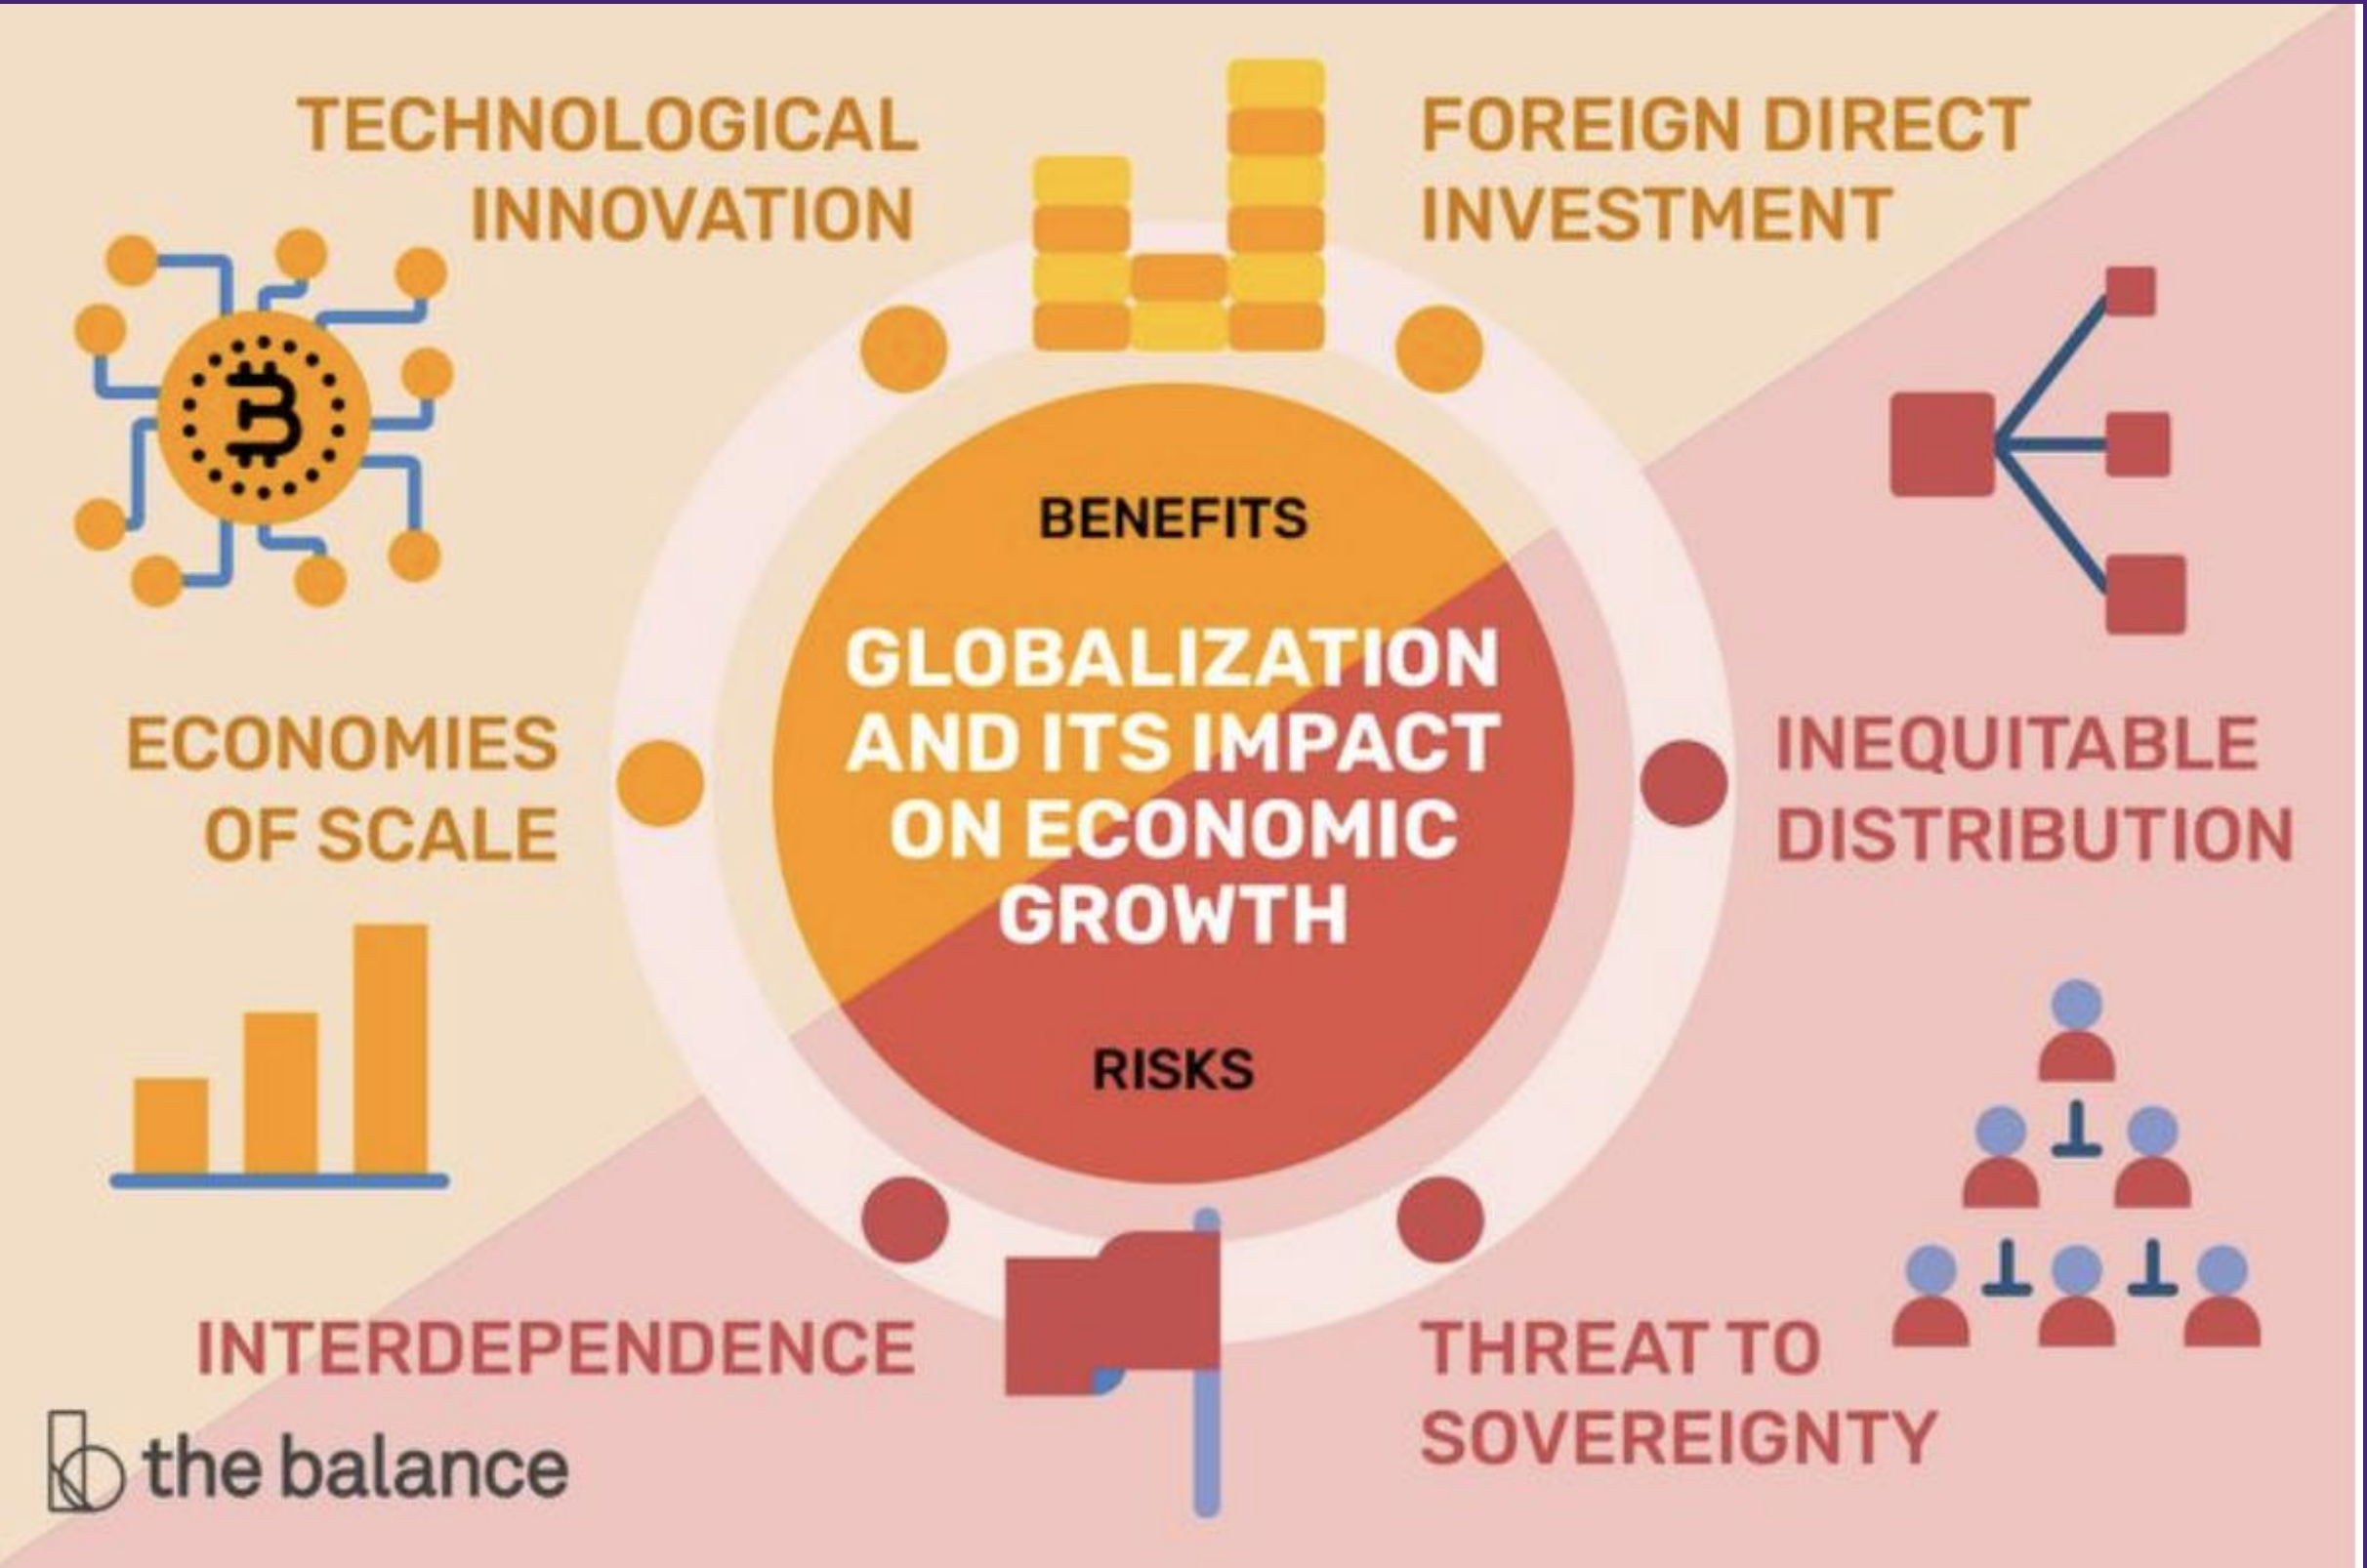 TECHNOLOGICAL
INNOVATION
FOREIGN DIRECT
INVESTMENT
BENEFITS
GLOBALIZATION
AND ITS IMPACT
ON ECONOMIC
GROWTH
RISKS
ECONOMIES
OF SCALE
INEQUITABLE
DISTRIBUTION
INTERDEPENDENCE
THREAT TO
SOVEREIGNTY
the balance